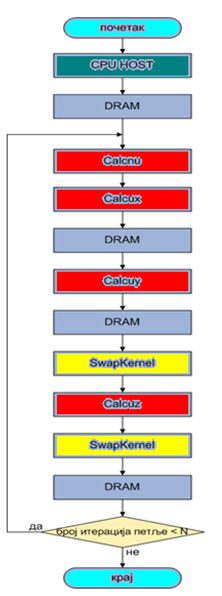 почетак
CPU HOST
DRAM
Calcnu
Calcux
DRAM
Calcuy
DRAM
SwapKernel
Calcuz
SwapKernel
DRAM
број итерација петље < N
да
не
крај